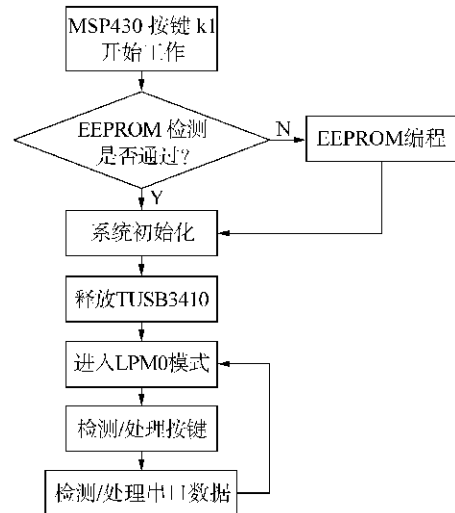 MSP430 按键 k1
开始工作
EEPROM 检测
是否通过?
N
EEPROM编程
Y
系统初始化
释放TUSB3410
进入LPM0模式
检测/处理按键
检测/处理串口数据